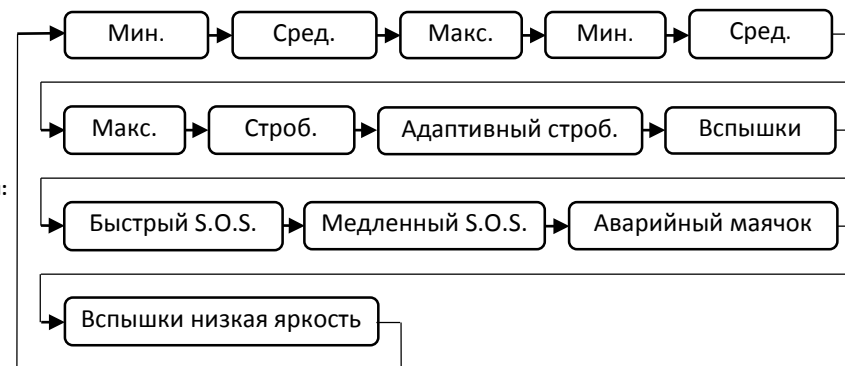 Мин. Сред. Макс. Мин. Сред.
Макс. Строб. Адаптивный строб. Вспышки
Быстрый S.O.S. Медленный S.O.S. Аварийный маячок
Вспышки низкая яркость